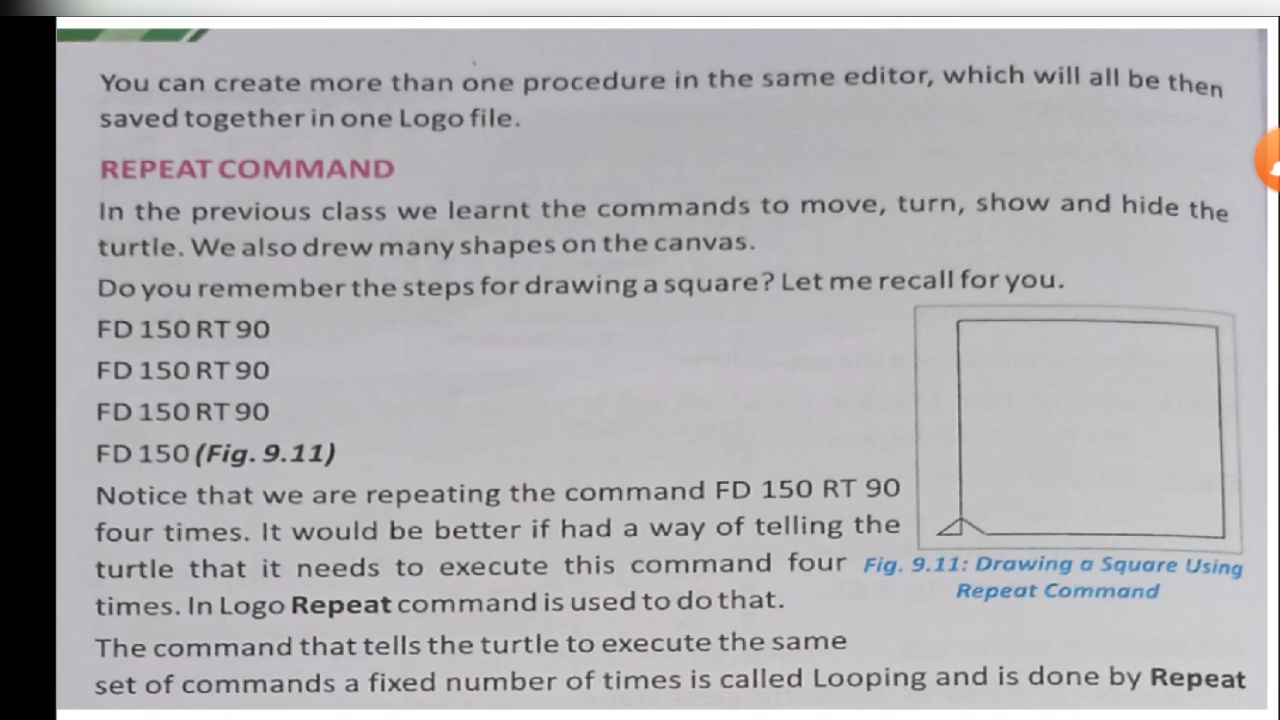 You can create more than one procedure in the same editor, which will all be then
saved together in one Logo file.
REPEAT COMMAND
In the previous class we learnt the commands to move, turn, show and hide the
turtle. We also drew many shapes on the canvas.
Do you remember the steps for drawing a square? Let me recall for you.
FD 150 RT 90
FD 150 RT 90
FD 150 RT 90
FD 150 (Fig. 9.11)
Notice that we are repeating the command FD 150 RT 90
four times. It would be better if had a way of telling the
turtle that it needs to execute this command four
times. In Logo Repeat command is used to do that.
Fig. 9.11: Drawing a Square Using
Repeat Command
The command that tells the turtle to execute the same
set of commands a fixed number of times is called Looping and is done by Repeat